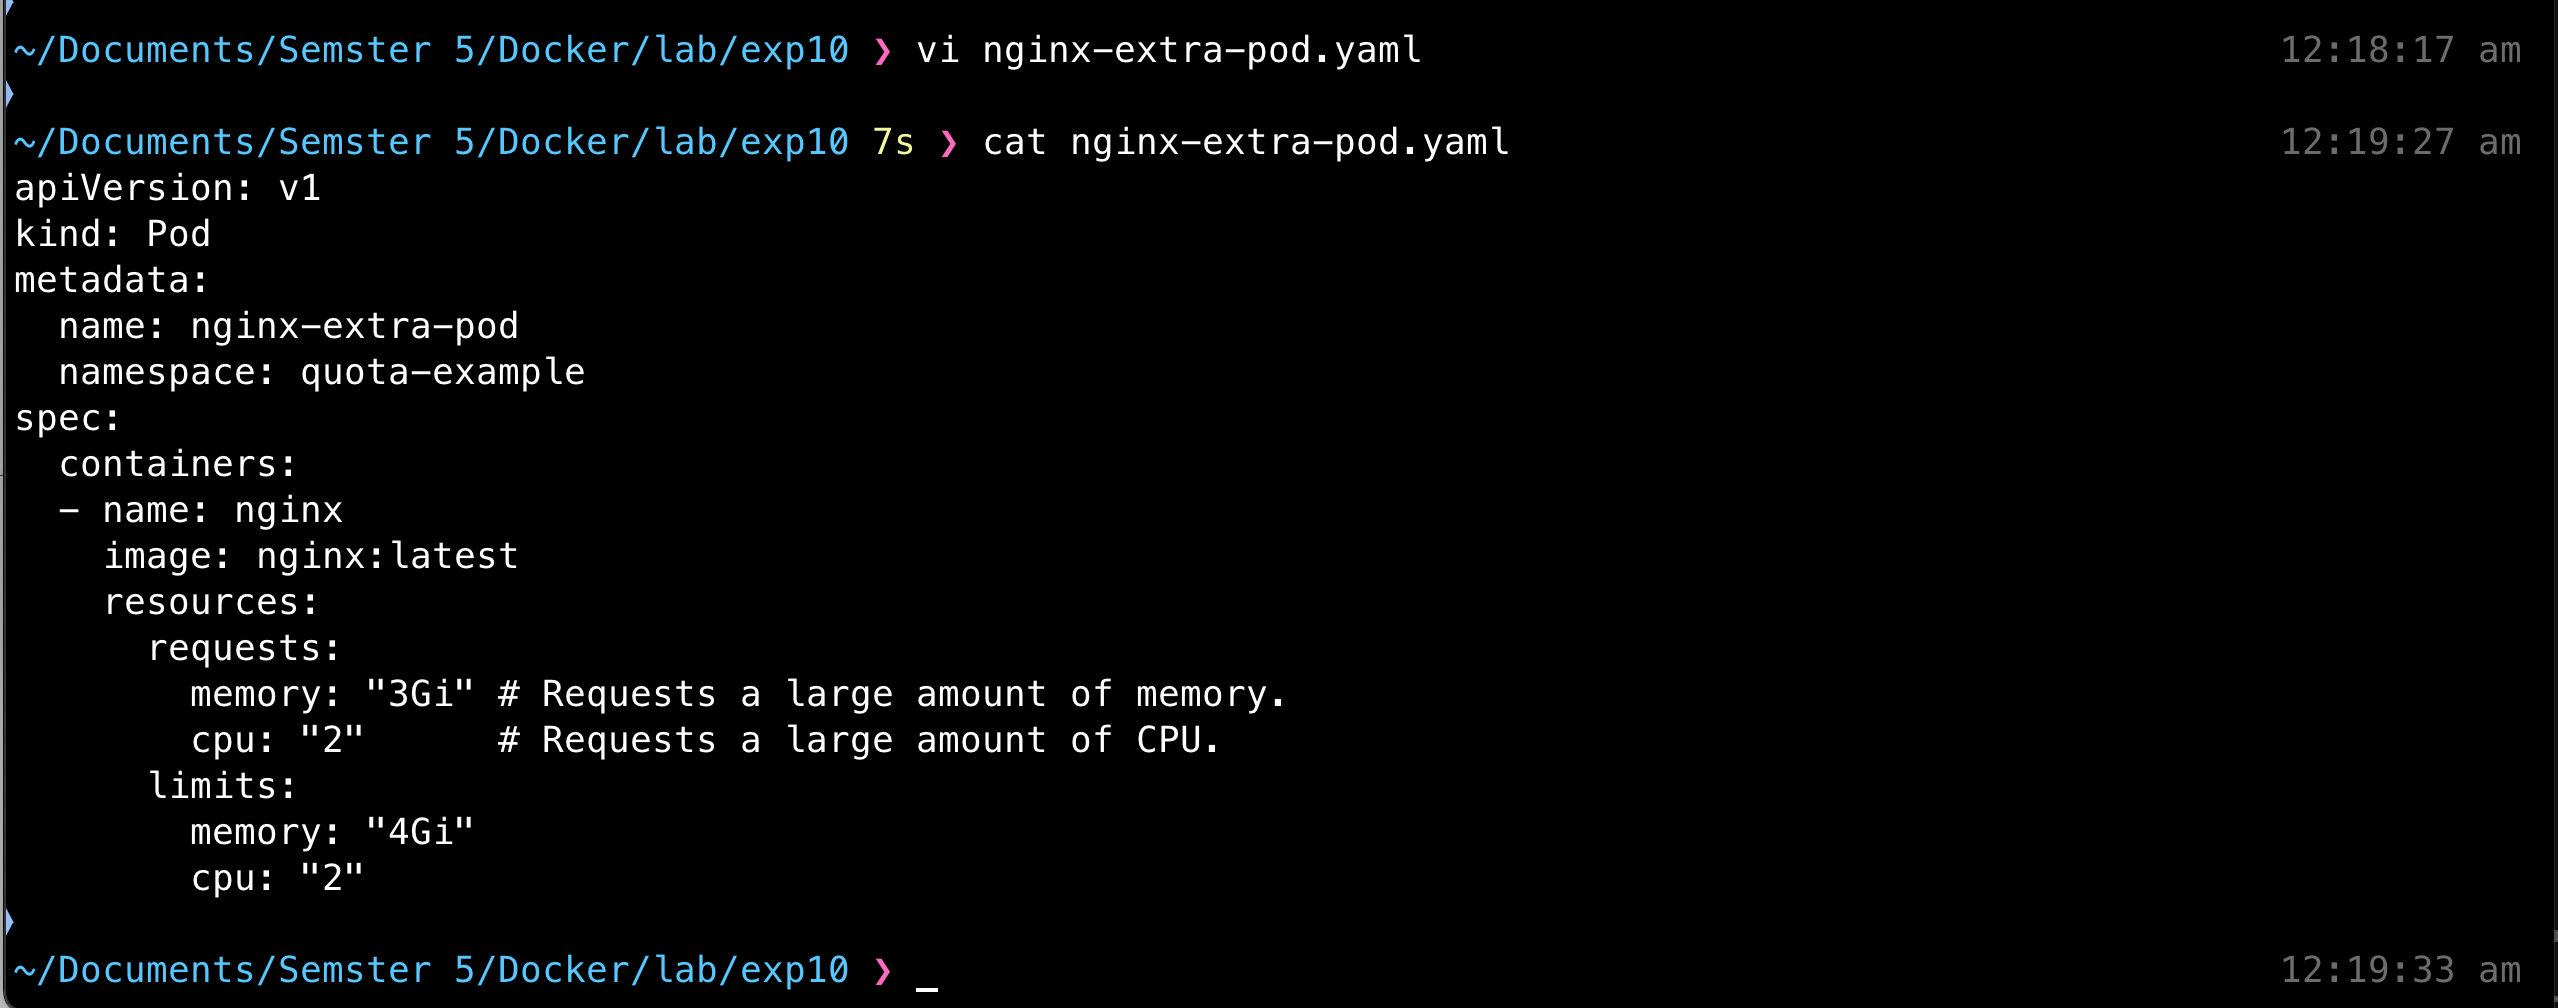 ~/Documents/Semster 5/Docker/lab/exp10 ❯ vi nginx-extra-pod.yaml 12:18:17 am
~/Documents/Semster 5/Docker/lab/exp10 7s ❯ cat nginx-extra-pod.yaml 12:19:27 am
apiVersion: v1
kind: Pod
metadata:
  name: nginx-extra-pod
  namespace: quota-example
spec:
  containers:
  - name: nginx
    image: nginx:latest
    resources:
      requests:
        memory: "3Gi" # Requests a large amount of memory.
        cpu: "2"      # Requests a large amount of CPU.
      limits:
        memory: "4Gi"
        cpu: "2"
~/Documents/Semster 5/Docker/lab/exp10 ❯ _ 12:19:33 am